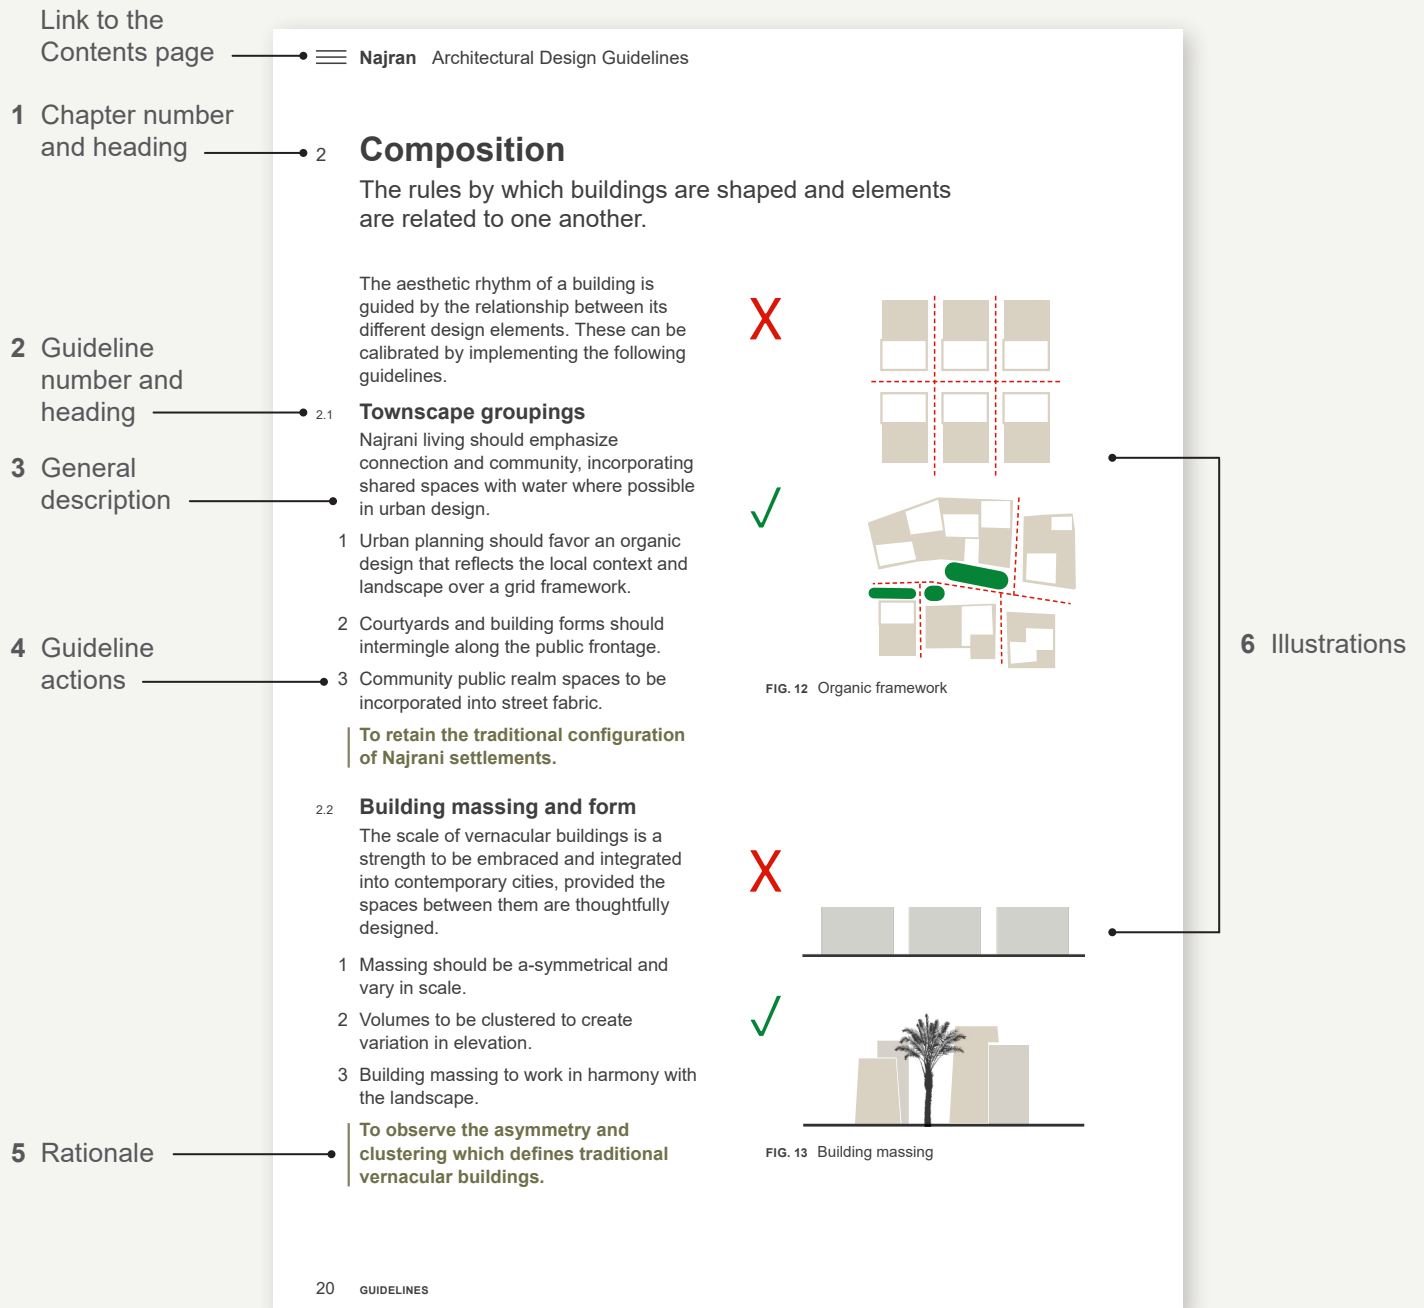 Link to the
Contents page
Najran Architectural Design Guidelines
1 Chapter number
and heading
2 Composition
The rules by which buildings are shaped and elements
are related to one another.
The aesthetic rhythm of a building is
guided by the relationship between its
different design elements. These can be
calibrated by implementing the following
guidelines.
2 Guideline
number and
heading
2.1 Townscape groupings
Najrani living should emphasize
connection and community, incorporating
shared spaces with water where possible
in urban design.
3 General
description
1 Urban planning should favor an organic
design that reflects the local context and
landscape over a grid framework.
2 Courtyards and building forms should
intermingle along the public frontage.
4 Guideline
actions
3 Community public realm spaces to be
incorporated into street fabric.
To retain the traditional configuration
of Najrani settlements.
FIG. 12 Organic framework
6 Illustrations
2.2 Building massing and form
The scale of vernacular buildings is a
strength to be embraced and integrated
into contemporary cities, provided the
spaces between them are thoughtfully
designed.
1 Massing should be a-symmetrical and
vary in scale.
2 Volumes to be clustered to create
variation in elevation.
3 Building massing to work in harmony with
the landscape.
5 Rationale
To observe the asymmetry and
clustering which defines traditional
vernacular buildings.
FIG. 13 Building massing
20 GUIDELINES